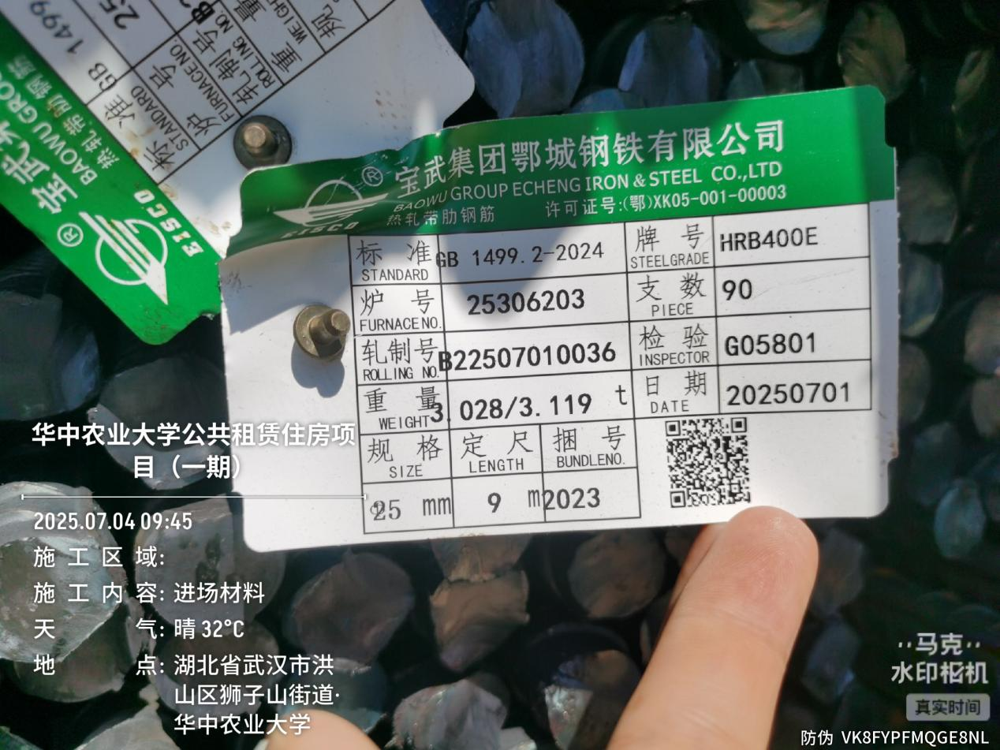 宝武集团鄂城钢铁有限公司
BAOWU GROUP ECHENG IRON & STEEL CO.,LTD
热轧带肋钢筋 许可证号:(鄂)XK05-001-00003
EISCO
标准 GB 1499.2-2024 牌号 HRB400E
STANDARD STEELGRADE
炉号 25306203 支数 90
FURNACE NO. PIECE
轧制号 B22507010036 检验 G05801
ROLLING NO. INSPECTOR
重量 3.028/3.119 t 日期 20250701
WEIGHT DATE
规格 定尺 捆号
SIZE LENGTH BUNDLENO.
25 mm 9 m 2023
GB 1499
25
标准
STANDARD
炉号
FURNACENO
轧制号
ROLLING NO.
重量
WEIGH
规
BAOWU GRO
热轧带肋钢筋
宝武
EISCO
华中农业大学公共租赁住房项
目（一期）
2025.07.04 09:45
施工区域:
施工内容: 进场材料
天气: 晴 32°C
地点: 湖北省武汉市洪
山区狮子山街道·
华中农业大学
马克
水印相机
真实时间
防伪 VK8FYPFMQGE8NL